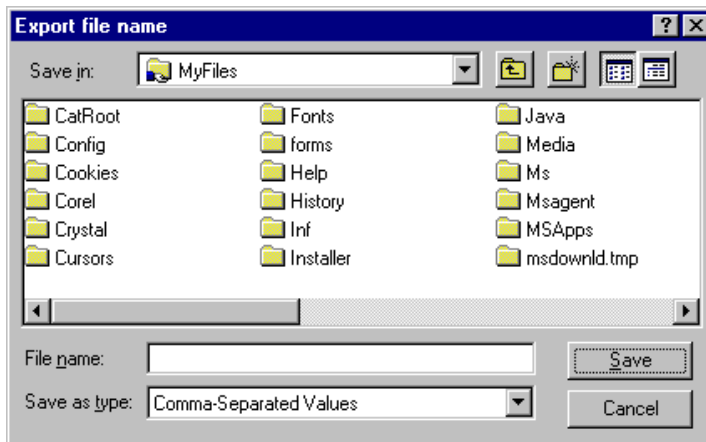 Export file name
Save in: MyFiles
CatRoot Fonts Java
Config forms Media
Cookies Help Ms
Corel History Msagent
Crystal Inf MSApps
Cursors Installer msdownld.tmp
File name: Save
Save as type: Comma-Separated Values Cancel